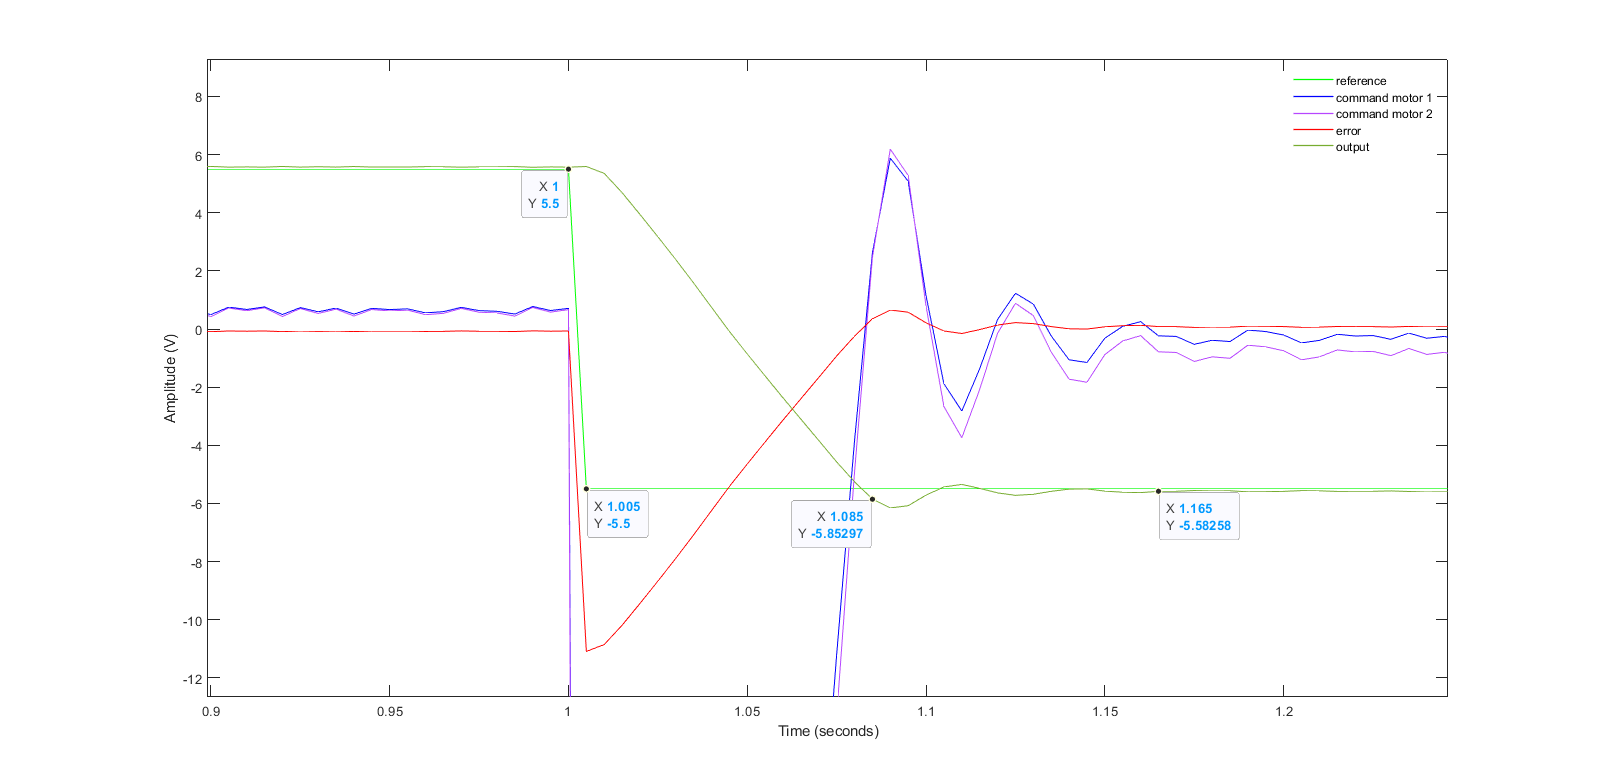 reference
command motor 1
command motor 2
error
output
8
6
4
2
0
-2
-4
-6
-8
-10
-12
Amplitude (V)
X 1
Y 5.5
X 1.005
Y -5.5
X 1.085
Y -5.85297
X 1.165
Y -5.58258
0.9
0.95
1
1.05
1.1
1.15
1.2
Time (seconds)